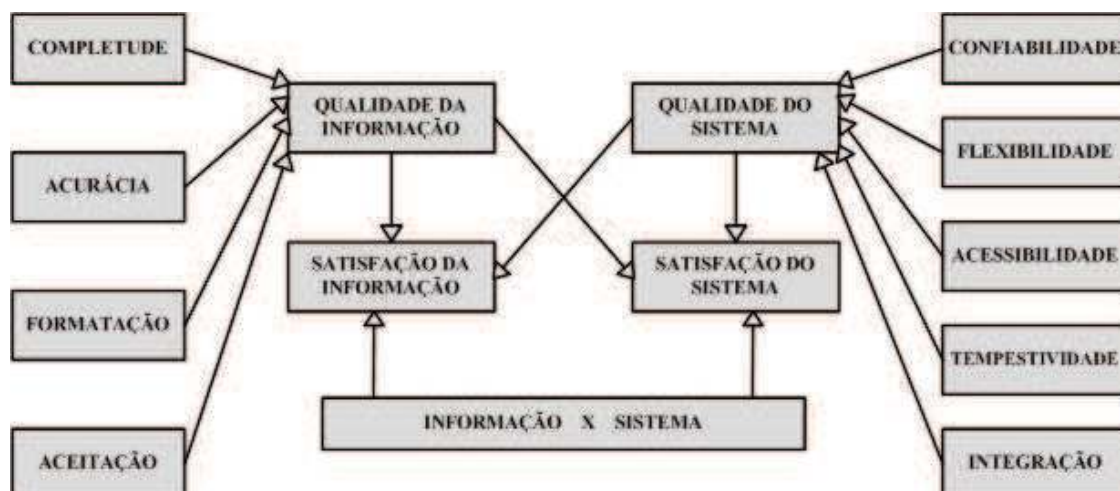 COMPLETUDE
ACURÁCIA
FORMATAÇÃO
ACEITAÇÃO
QUALIDADE DA
INFORMAÇÃO
QUALIDADE DO
SISTEMA
SATISFAÇÃO DA
INFORMAÇÃO
SATISFAÇÃO DO
SISTEMA
INFORMAÇÃO X SISTEMA
CONFIABILIDADE
FLEXIBILIDADE
ACESSIBILIDADE
TEMPESTIVIDADE
INTEGRAÇÃO